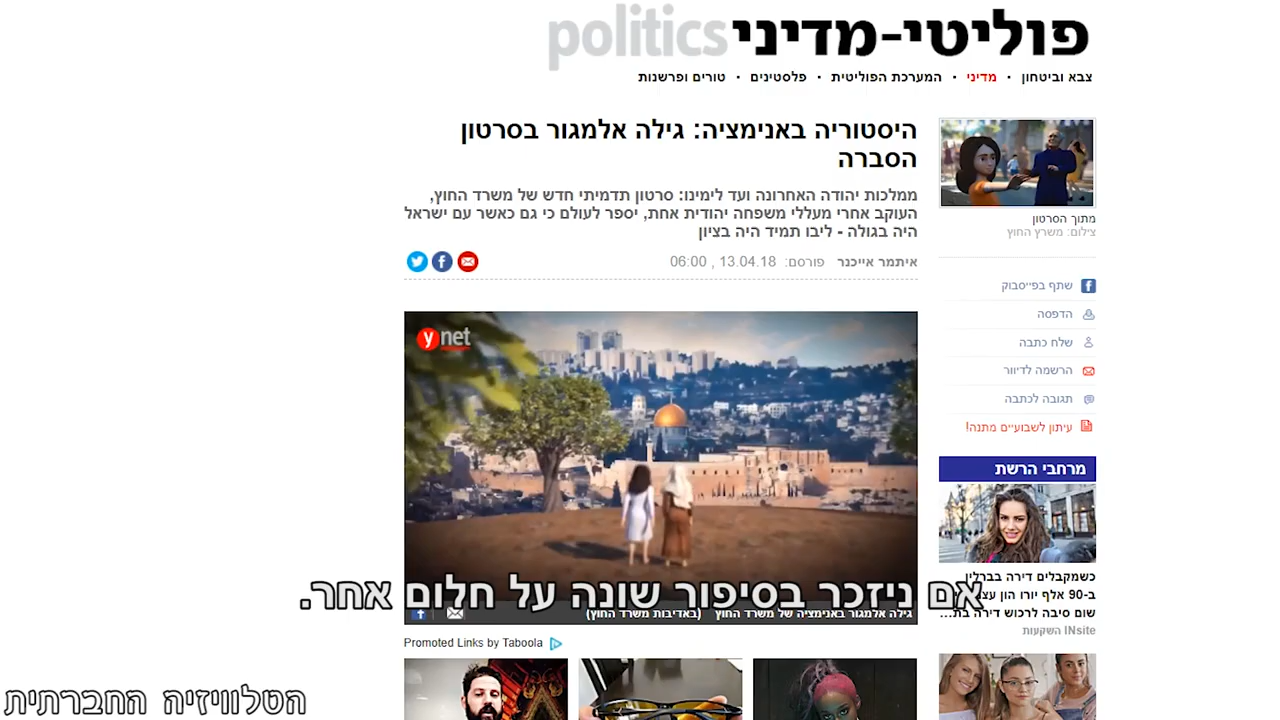 פוליטי-מדיני politics
צבא וביטחון • מדיני • המערכת הפוליטית • פלסטינים • טורים ופרשנות
היסטוריה באנימציה: גילה אלמגור בסרטון
הסברה
ממלכות יהודה האחרונה ועד לימינו: סרטון תדמיתי חדש של משרד החוץ,
העוקב אחרי מעללי משפחה יהודית אחת, יספר לעולם כי גם כאשר עם ישראל
היה בגולה - ליבו תמיד היה בציון
איתמר אייכנר פורסם: 13.04.18 , 06:00
מתוך הסרטון
צילום: משרץ החוץ
שתף בפייסבוק
הדפסה
שלח כתבה
הרשמה לדיוור
תגובה לכתבה
עיתון לשבועיים מתנה!
מרחבי הרשת
כשמקבלים דירה בברלין
ב-90 אלף יורו הון עצ
שום סיבה לרכוש דירה בת...
INsite השקעות
ynet
אם ניזכר בסיפור שונה על חלום אחר.
גילה אלמגור באנימציה של משרד החוץ (באדיבות משרד החוץ)
Promoted Links by Taboola
הטלוויזיה החברתית